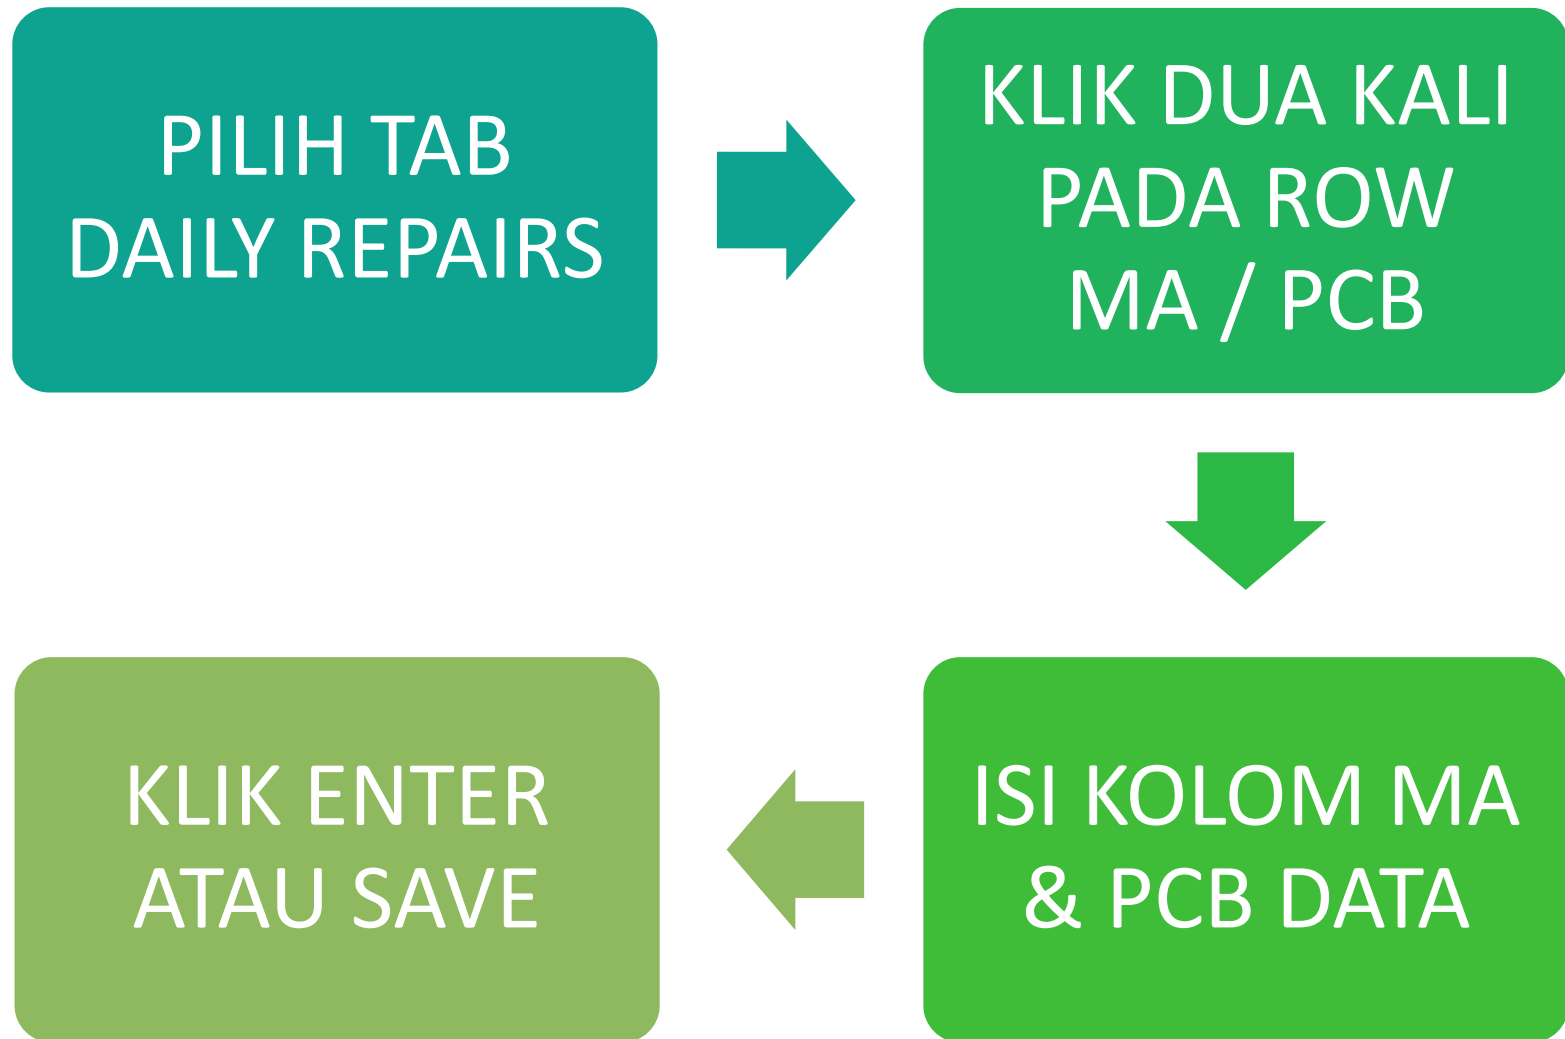 PILIH TAB
DAILY REPAIRS
KLIK DUA KALI
PADA ROW
MA / PCB
ISI KOLOM MA
& PCB DATA
KLIK ENTER
ATAU SAVE